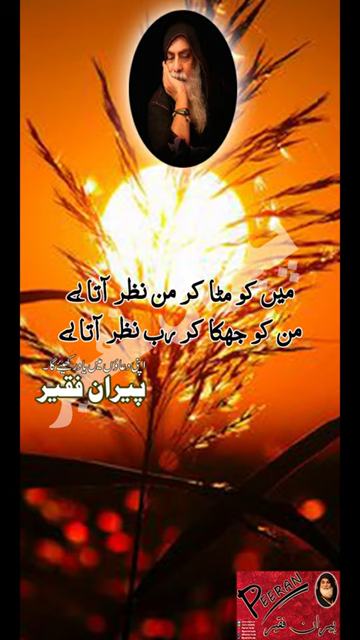 میں کو مٹا کر من نظر آتا ہے
من کو جھکا کر رب نظر آتا ہے
اپنی دعاؤں میں یاد رکھیئے گا۔
پیران فقیر
PEERAN
پیران فقیر